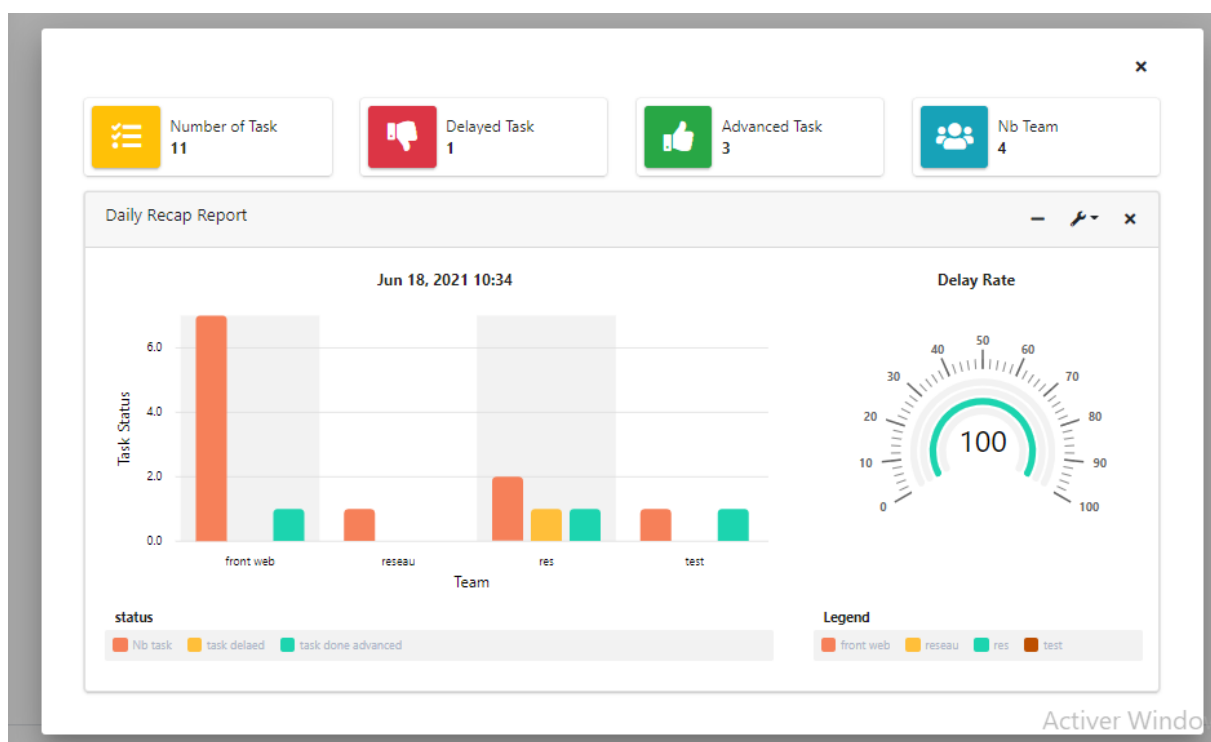 ×
Number of Task
11
Delayed Task
1
Advanced Task
3
Nb Team
4
Daily Recap Report
Jun 18, 2021 10:34
Task Status
6.0
4.0
2.0
0.0
front web reseau res test
Team
status
Nb task task delaed task done advanced
Delay Rate
0 10 20 30 40 50 60 70 80 90 100
100
Legend
front web reseau res test
Activer Windo